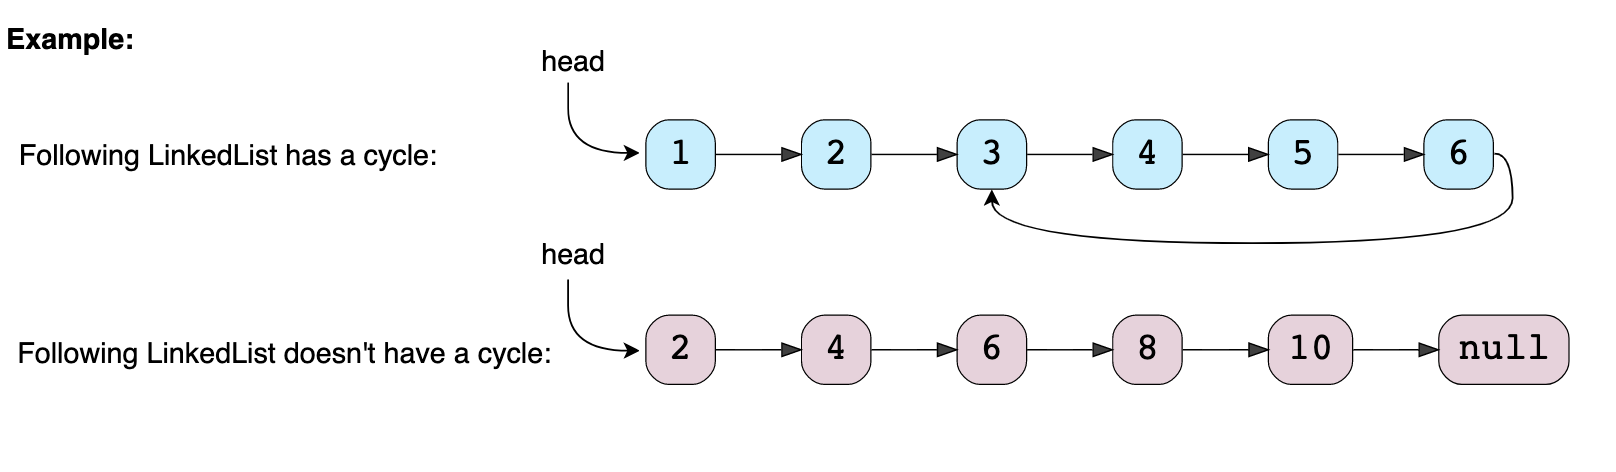 Example:
head
Following LinkedList has a cycle: 1 2 3 4 5 6
head
Following LinkedList doesn't have a cycle: 2 4 6 8 10 null